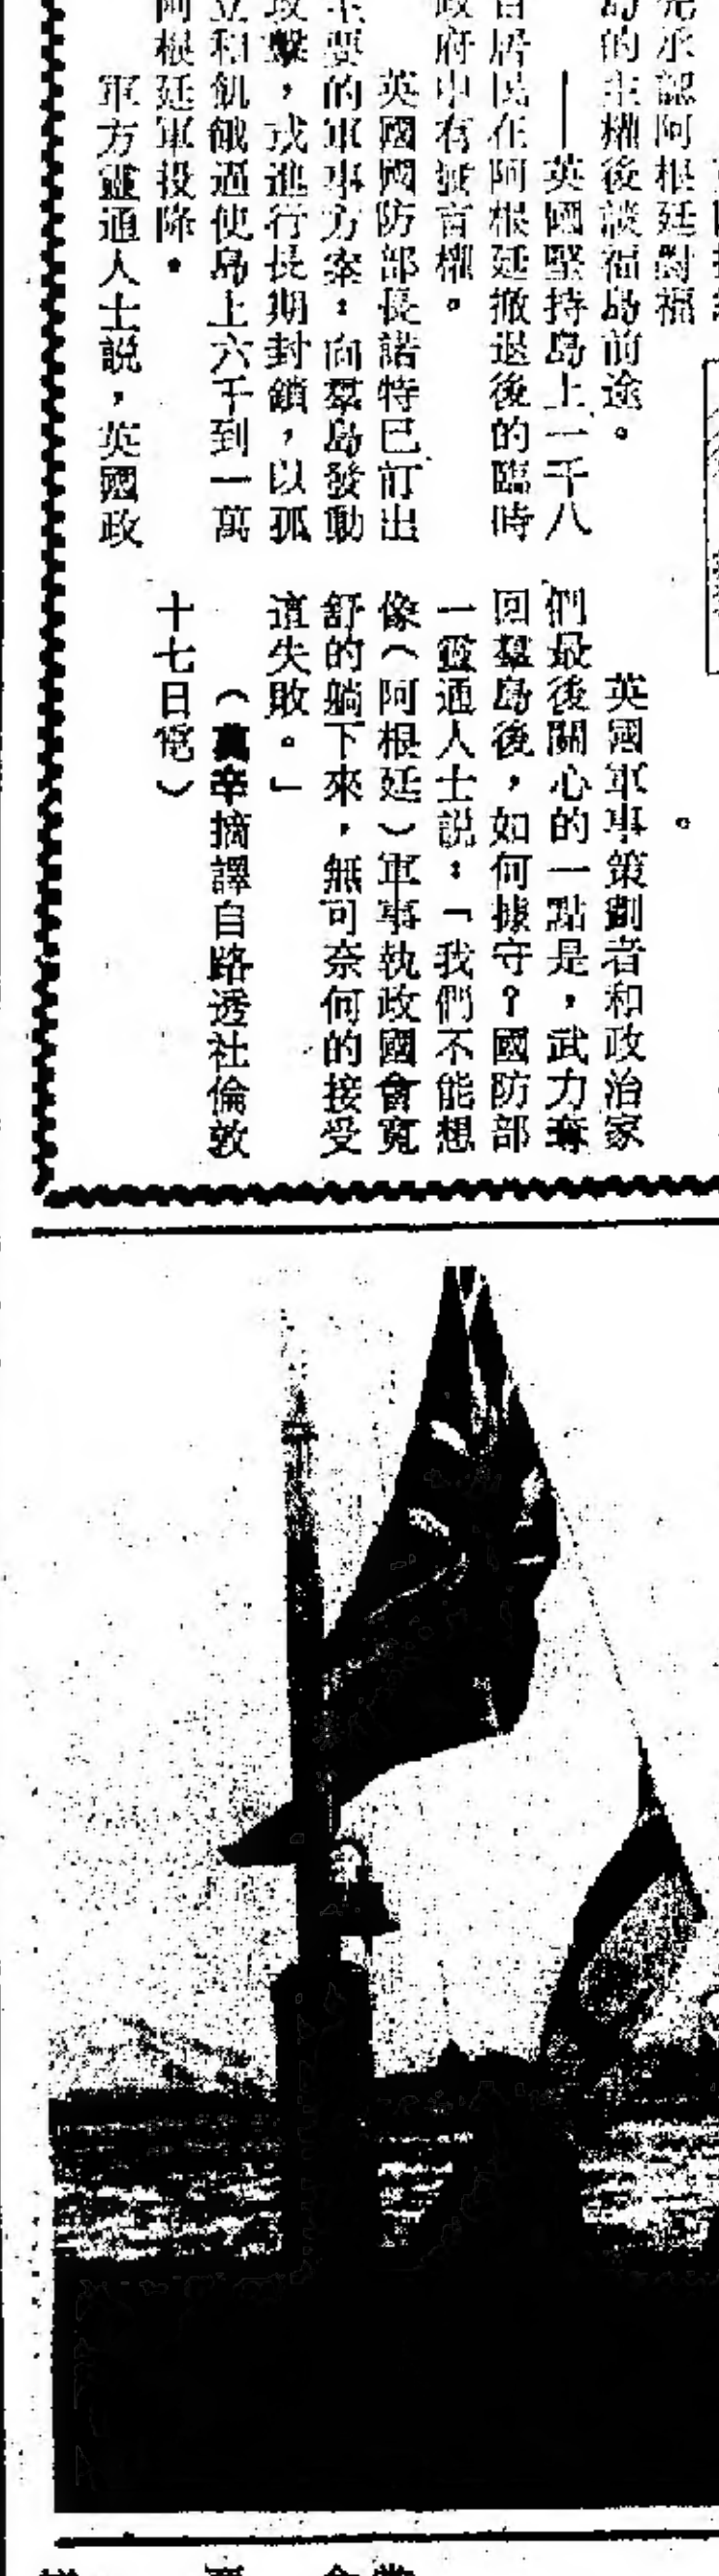 先承認阿根廷對福
島的主權後談福島前途。
——英國堅持島上一千八
百居民在阿根廷撤退後的臨時
政府中有發言權。
英國國防部長諾特已訂出
主要的軍事方案：向羣島發動
攻擊，或進行長期封鎖，以孤
立和飢餓逼使島上六千到一萬
阿根廷軍投降。
軍方靈通人士說，英國政
。
英國軍事策劃者和政治家
們最後關心的一點是，武力奪
回羣島後，如何據守？國防部
一靈通人士說：「我們不能想
像（阿根廷）軍事執政國會寬
舒的躺下來，無可奈何的接受
這失敗。」
辛摘譯自路透社倫敦
十七日電）